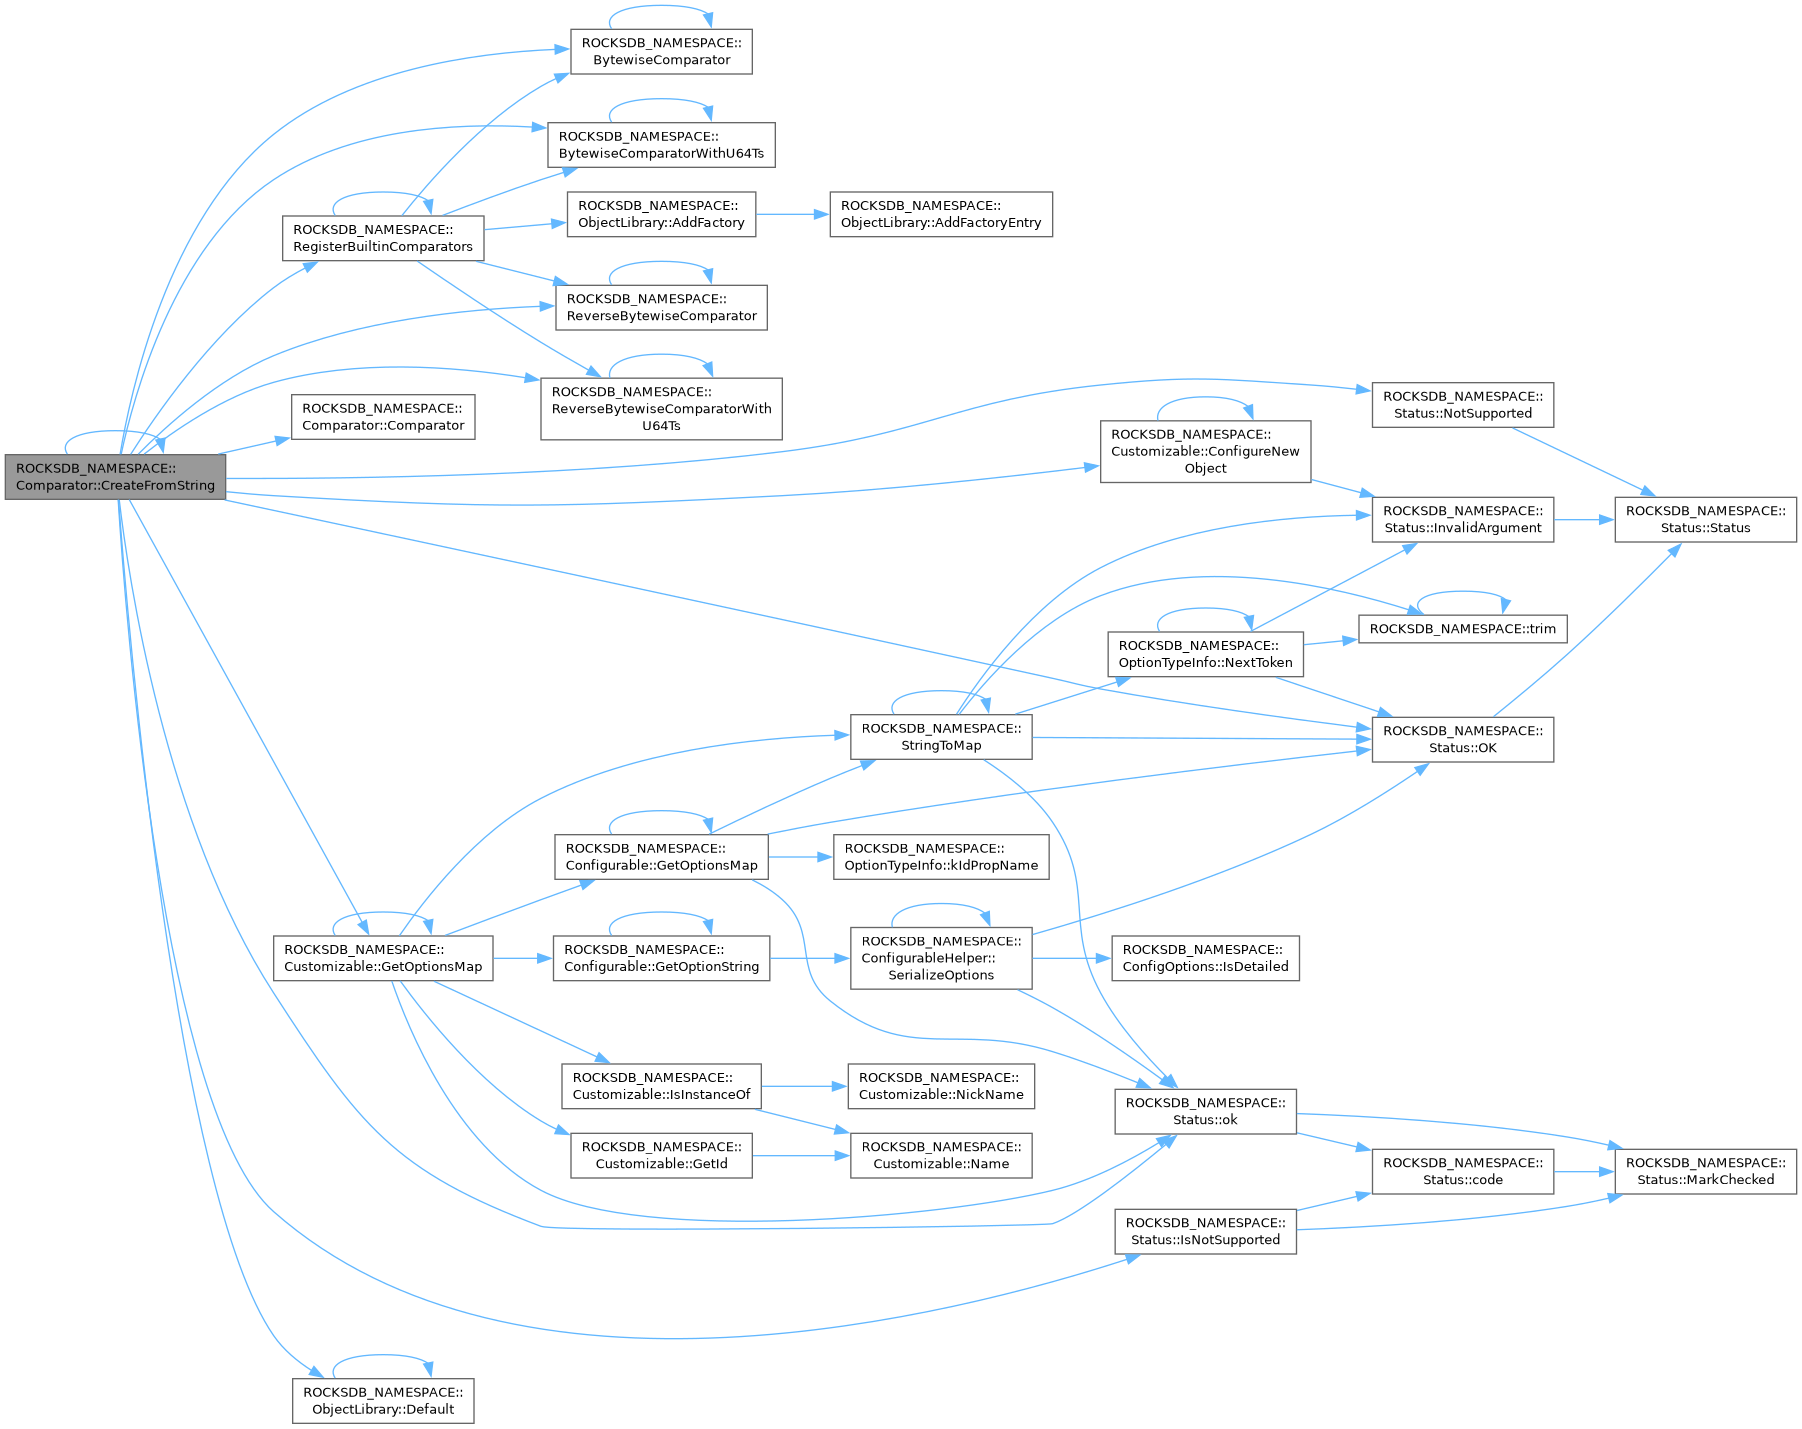 ROCKSDB_NAMESPACE::
Comparator::CreateFromString
ROCKSDB_NAMESPACE::
BytewiseComparator
ROCKSDB_NAMESPACE::
BytewiseComparatorWithU64Ts
ROCKSDB_NAMESPACE::
RegisterBuiltinComparators
ROCKSDB_NAMESPACE::
ObjectLibrary::AddFactory
ROCKSDB_NAMESPACE::
ObjectLibrary::AddFactoryEntry
ROCKSDB_NAMESPACE::
ReverseBytewiseComparator
ROCKSDB_NAMESPACE::
ReverseBytewiseComparatorWith
U64Ts
ROCKSDB_NAMESPACE::
Comparator::Comparator
ROCKSDB_NAMESPACE::
Status::NotSupported
ROCKSDB_NAMESPACE::
Customizable::ConfigureNew
Object
ROCKSDB_NAMESPACE::
Status::InvalidArgument
ROCKSDB_NAMESPACE::
Status::Status
ROCKSDB_NAMESPACE::trim
ROCKSDB_NAMESPACE::
OptionTypeInfo::NextToken
ROCKSDB_NAMESPACE::
StringToMap
ROCKSDB_NAMESPACE::
Status::OK
ROCKSDB_NAMESPACE::
Configurable::GetOptionsMap
ROCKSDB_NAMESPACE::
OptionTypeInfo::kIdPropName
ROCKSDB_NAMESPACE::
Customizable::GetOptionsMap
ROCKSDB_NAMESPACE::
Configurable::GetOptionString
ROCKSDB_NAMESPACE::
ConfigurableHelper::
SerializeOptions
ROCKSDB_NAMESPACE::
ConfigOptions::IsDetailed
ROCKSDB_NAMESPACE::
Customizable::IsInstanceOf
ROCKSDB_NAMESPACE::
Customizable::NickName
ROCKSDB_NAMESPACE::
Status::ok
ROCKSDB_NAMESPACE::
Customizable::GetId
ROCKSDB_NAMESPACE::
Customizable::Name
ROCKSDB_NAMESPACE::
Status::code
ROCKSDB_NAMESPACE::
Status::MarkChecked
ROCKSDB_NAMESPACE::
Status::IsNotSupported
ROCKSDB_NAMESPACE::
ObjectLibrary::Default